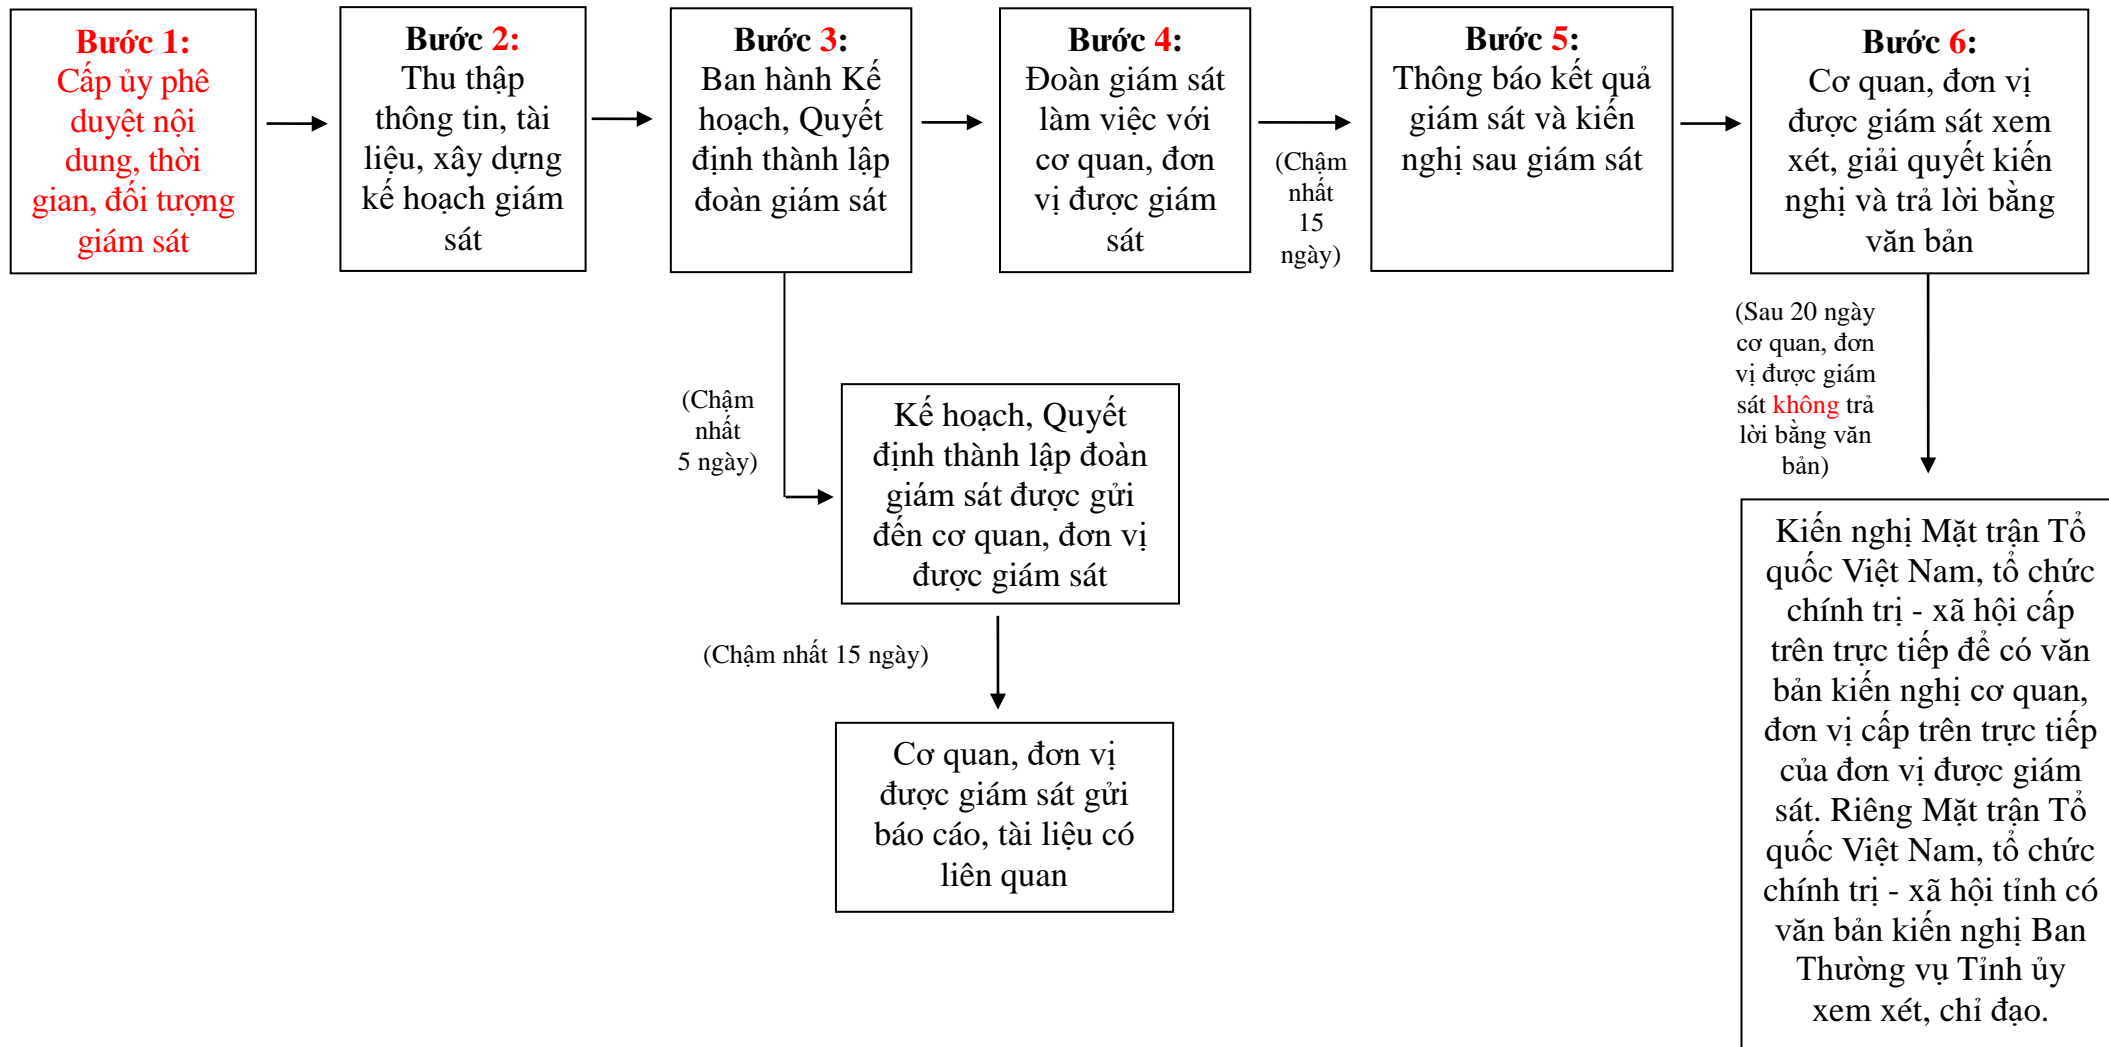 Bước 1:
Cấp ủy phê
duyệt nội
dung, thời
gian, đối tượng
giám sát
Bước 2:
Thu thập
thông tin, tài
liệu, xây dựng
kế hoạch giám
sát
Bước 3:
Ban hành Kế
hoạch, Quyết
định thành lập
đoàn giám sát
Bước 4:
Đoàn giám sát
làm việc với
cơ quan, đơn
vị được giám
sát
(Chậm
nhất
15
ngày)
Bước 5:
Thông báo kết quả
giám sát và kiến
nghị sau giám sát
Bước 6:
Cơ quan, đơn vị
được giám sát xem
xét, giải quyết kiến
nghị và trả lời bằng
văn bản
(Chậm
nhất
5 ngày)
Kế hoạch, Quyết
định thành lập đoàn
giám sát được gửi
đến cơ quan, đơn vị
được giám sát
(Chậm nhất 15 ngày)
Cơ quan, đơn vị
được giám sát gửi
báo cáo, tài liệu có
liên quan
(Sau 20 ngày
cơ quan, đơn
vị được giám
sát không trả
lời bằng văn
bản)
Kiến nghị Mặt trận Tổ
quốc Việt Nam, tổ chức
chính trị - xã hội cấp
trên trực tiếp để có văn
bản kiến nghị cơ quan,
đơn vị cấp trên trực tiếp
của đơn vị được giám
sát. Riêng Mặt trận Tổ
quốc Việt Nam, tổ chức
chính trị - xã hội tỉnh có
văn bản kiến nghị Ban
Thường vụ Tỉnh ủy
xem xét, chỉ đạo.